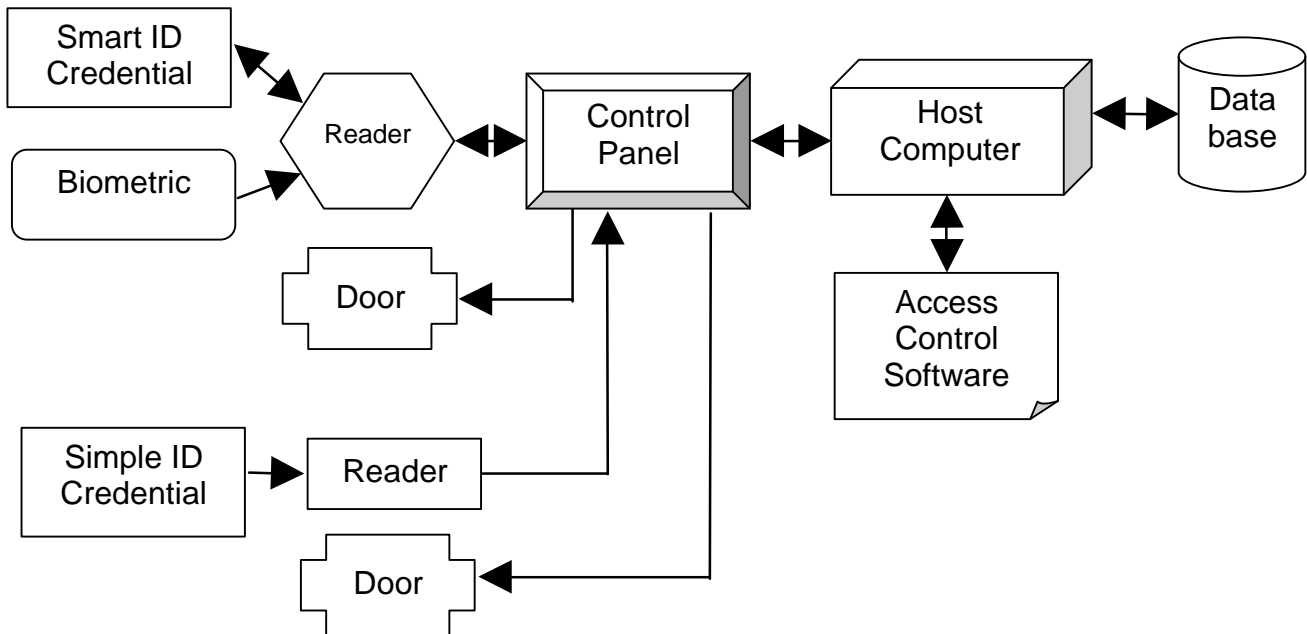 Smart ID
Credential
Reader
Control
Panel
Host
Computer
Data
base
Biometric
Door
Access
Control
Software
Simple ID
Credential
Reader
Door